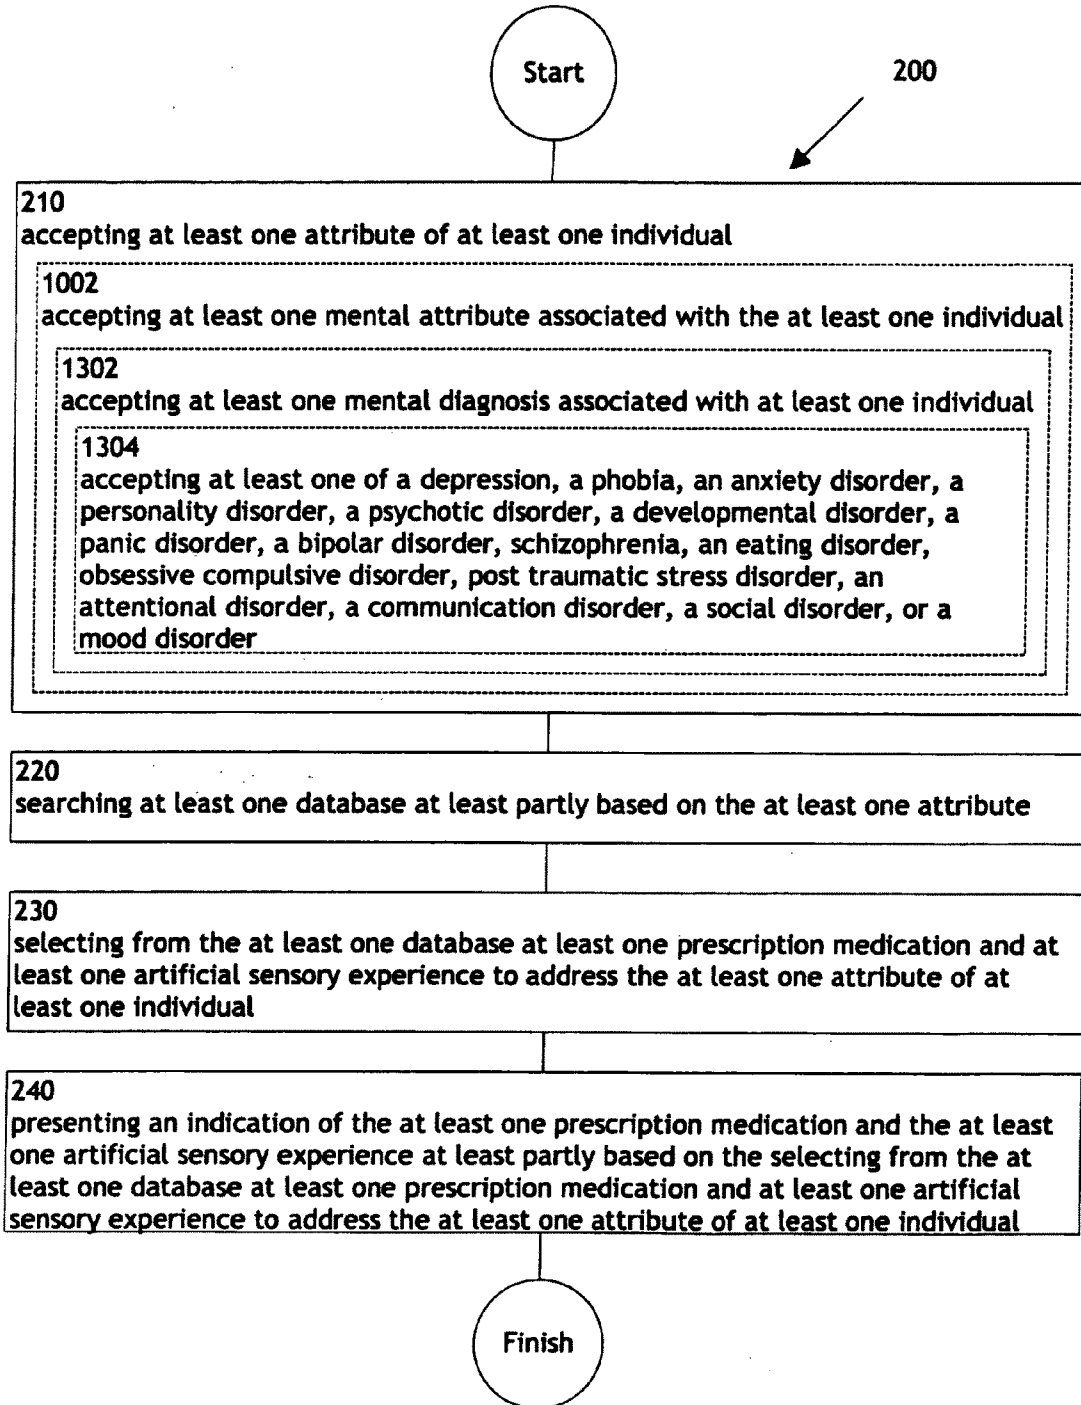 Start
200
210
accepting at least one attribute of at least one individual
1002
accepting at least one mental attribute associated with the at least one individual
1302
accepting at least one mental diagnosis associated with at least one individual
1304
accepting at least one of a depression, a phobia, an anxiety disorder, a
personality disorder, a psychotic disorder, a developmental disorder, a
panic disorder, a bipolar disorder, schizophrenia, an eating disorder,
obsessive compulsive disorder, post traumatic stress disorder, an
attentional disorder, a communication disorder, a social disorder, or a
mood disorder
220
searching at least one database at least partly based on the at least one attribute
230
selecting from the at least one database at least one prescription medication and at
least one artificial sensory experience to address the at least one attribute of at
least one individual
240
presenting an indication of the at least one prescription medication and the at least
one artificial sensory experience at least partly based on the selecting from the at
least one database at least one prescription medication and at least one artificial
sensory experience to address the at least one attribute of at least one individual
Finish